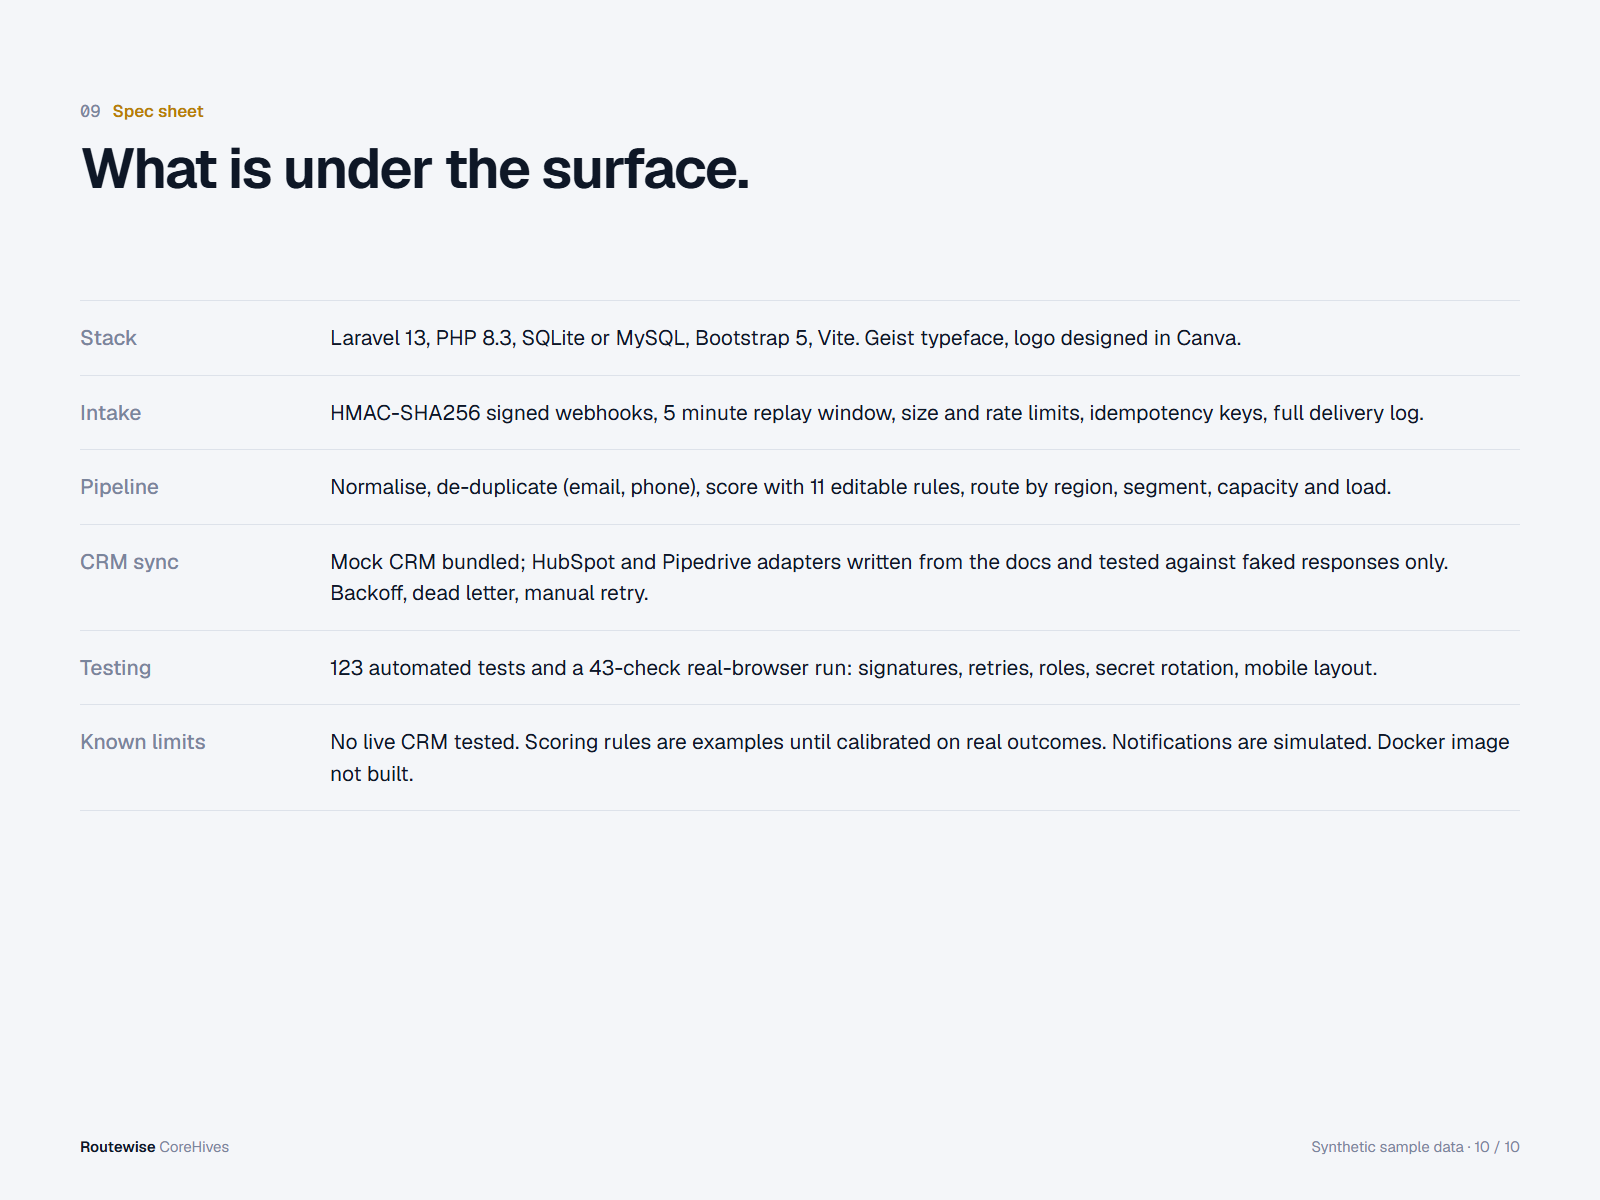 09 Spec sheet
What is under the surface.
Stack
Laravel 13, PHP 8.3, SQLite or MySQL, Bootstrap 5, Vite. Geist typeface, logo designed in Canva.
Intake
HMAC-SHA256 signed webhooks, 5 minute replay window, size and rate limits, idempotency keys, full delivery log.
Pipeline
Normalise, de-duplicate (email, phone), score with 11 editable rules, route by region, segment, capacity and load.
CRM sync
Mock CRM bundled; HubSpot and Pipedrive adapters written from the docs and tested against faked responses only.
Backoff, dead letter, manual retry.
Testing
123 automated tests and a 43-check real-browser run: signatures, retries, roles, secret rotation, mobile layout.
Known limits
No live CRM tested. Scoring rules are examples until calibrated on real outcomes. Notifications are simulated. Docker image
not built.
Routewise CoreHives
Synthetic sample data · 10 / 10